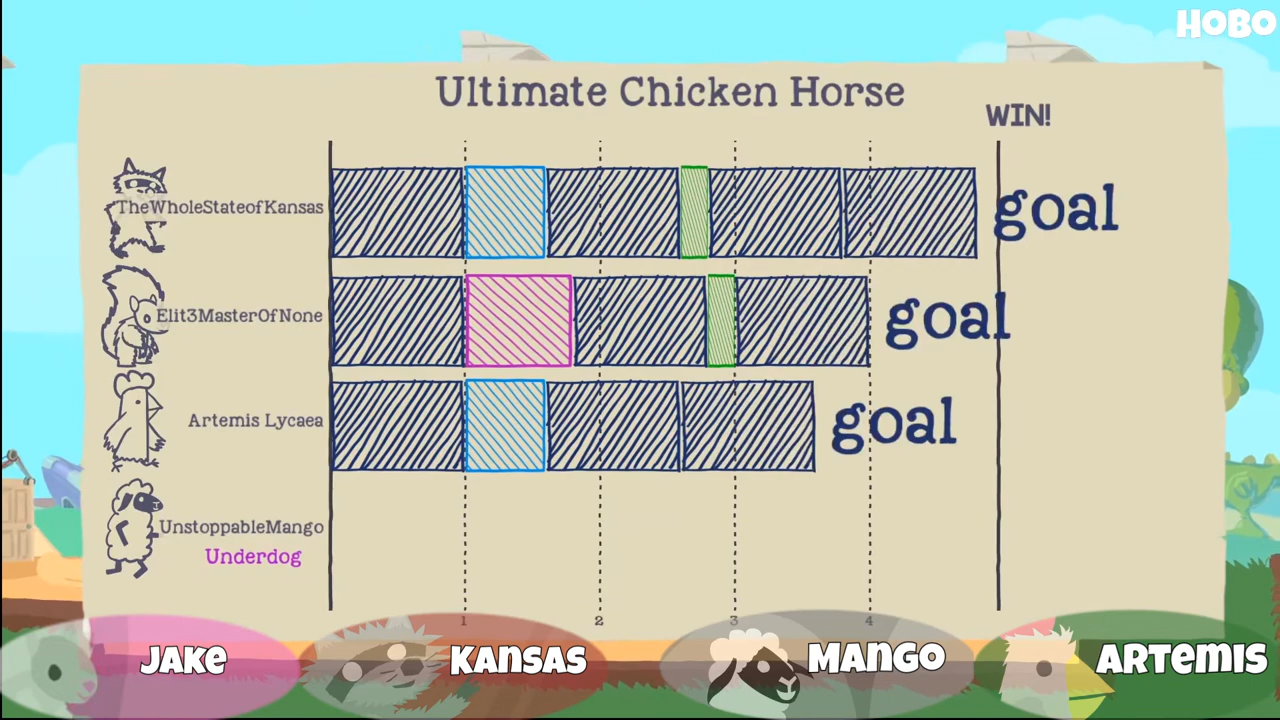 HOBO
Ultimate Chicken Horse
WIN!
TheWholeStateofKansas
goal
Elit3MasterOfNone
goal
Artemis Lycaea
goal
UnstoppableMango
Underdog
1 2 3 4
JAKE KANSAS MANGO ARTEMIS